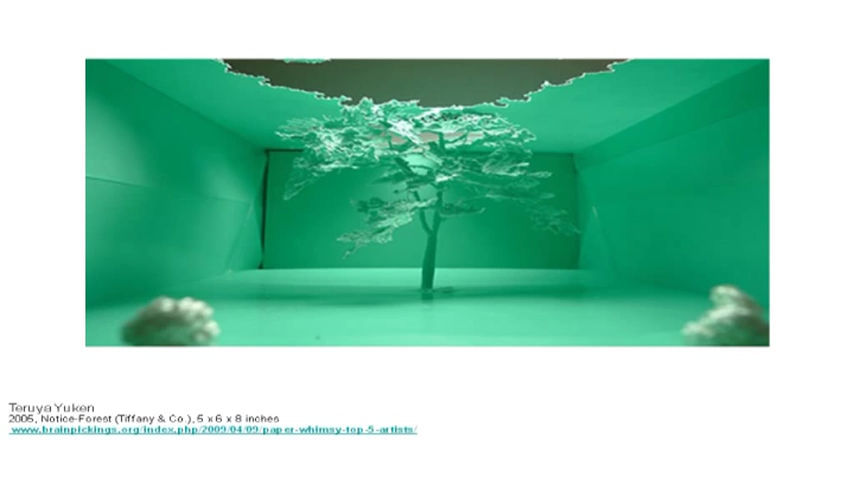 Teruya Yuken
2005, Notice-Forest (Tiffany & Co.), 5 x 6 x 8 inches
www.brainpickings.org/index.php/2009/04/09/paper-whimsy-top-5-artists/